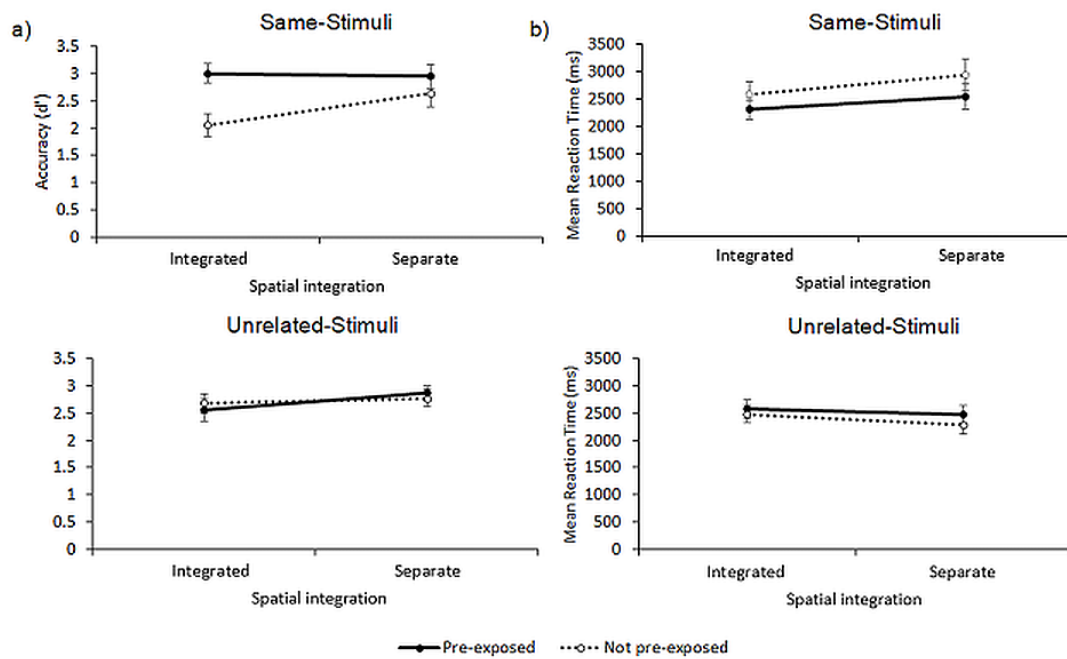 a)
Same-Stimuli
Accuracy (d')
3.5
3
2.5
2
1.5
1
0.5
0
Integrated Separate
Spatial integration
b)
Same-Stimuli
Mean Reaction Time (ms)
3500
3000
2500
2000
1500
1000
500
0
Integrated Separate
Spatial integration
Unrelated-Stimuli
3.5
3
2.5
2
1.5
1
0.5
0
Integrated Separate
Spatial integration
Unrelated-Stimuli
Mean Reaction Time (ms)
3500
3000
2500
2000
1500
1000
500
0
Integrated Separate
Spatial integration
Pre-exposed Not pre-exposed